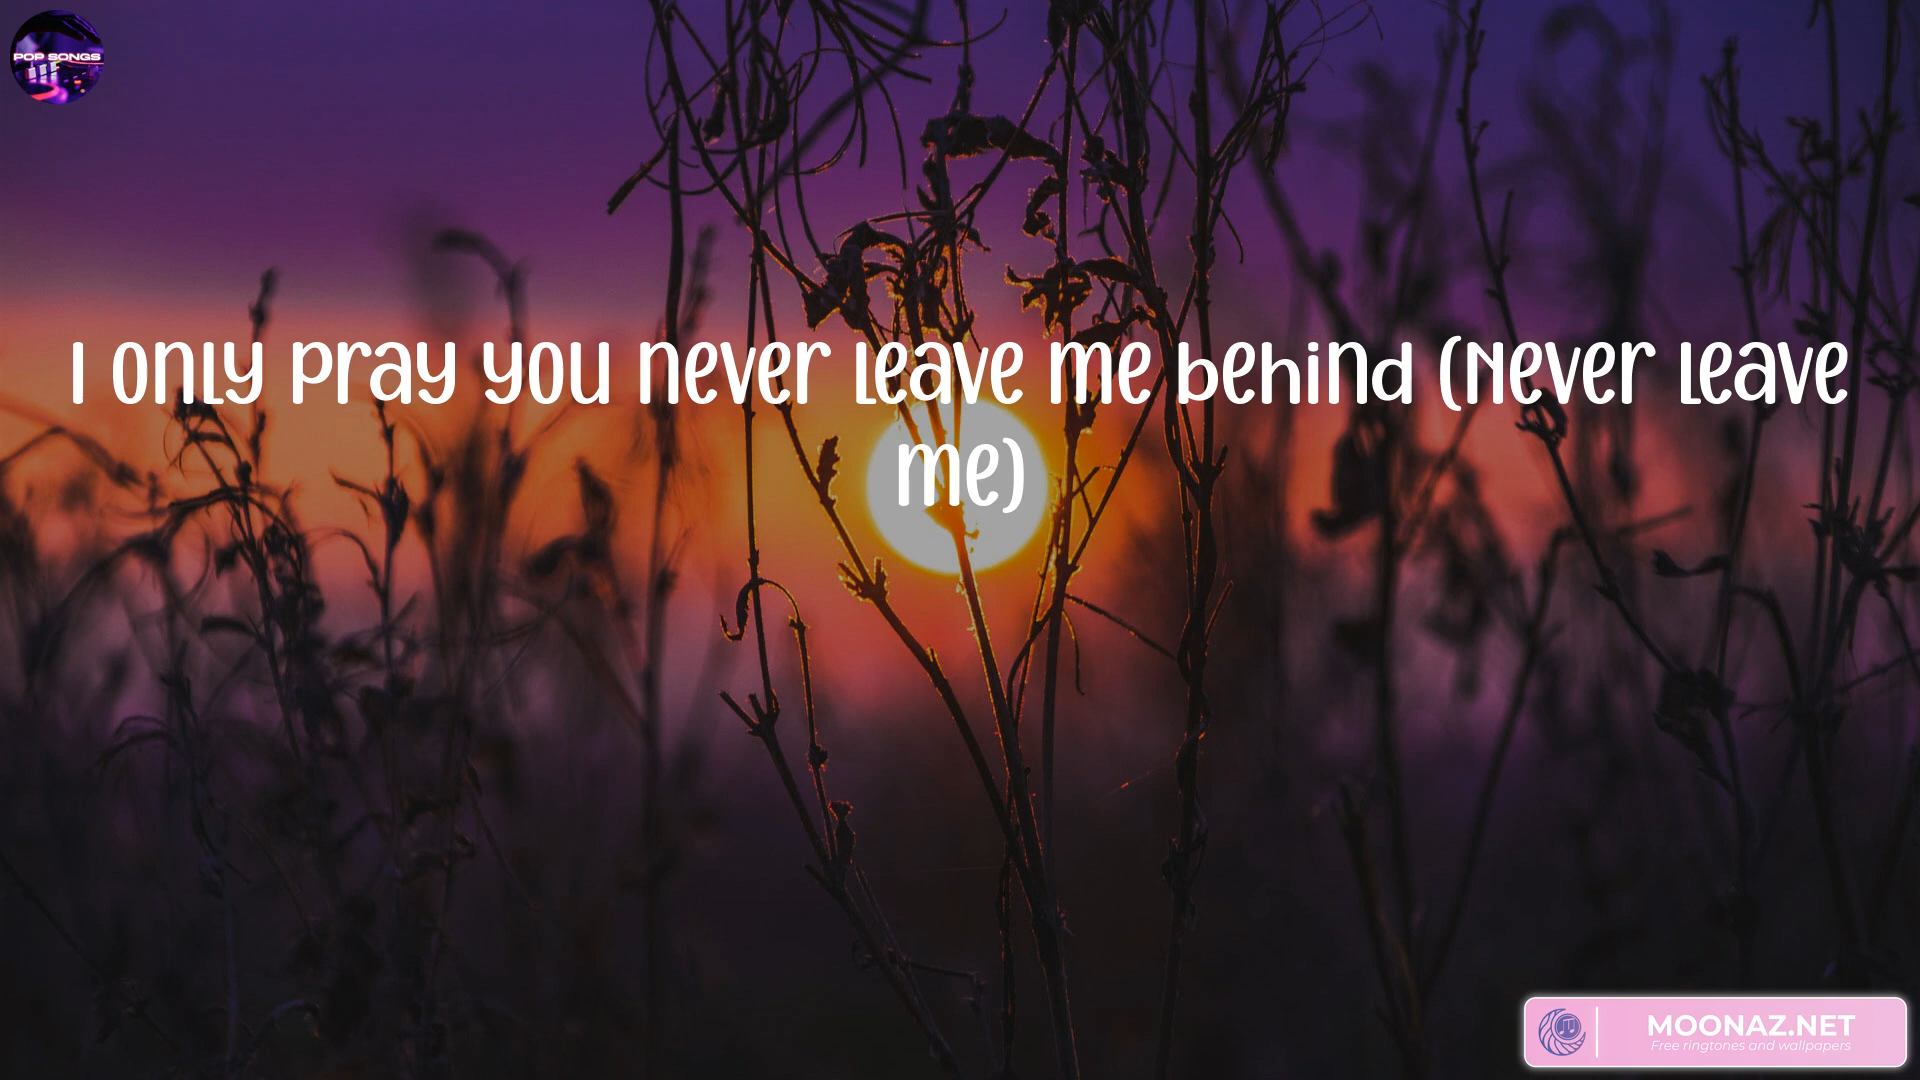 POP SONGS
I only pray you never leave me behind (Never leave
me)
MOONAZ.NET
Free ringtones and wallpapers